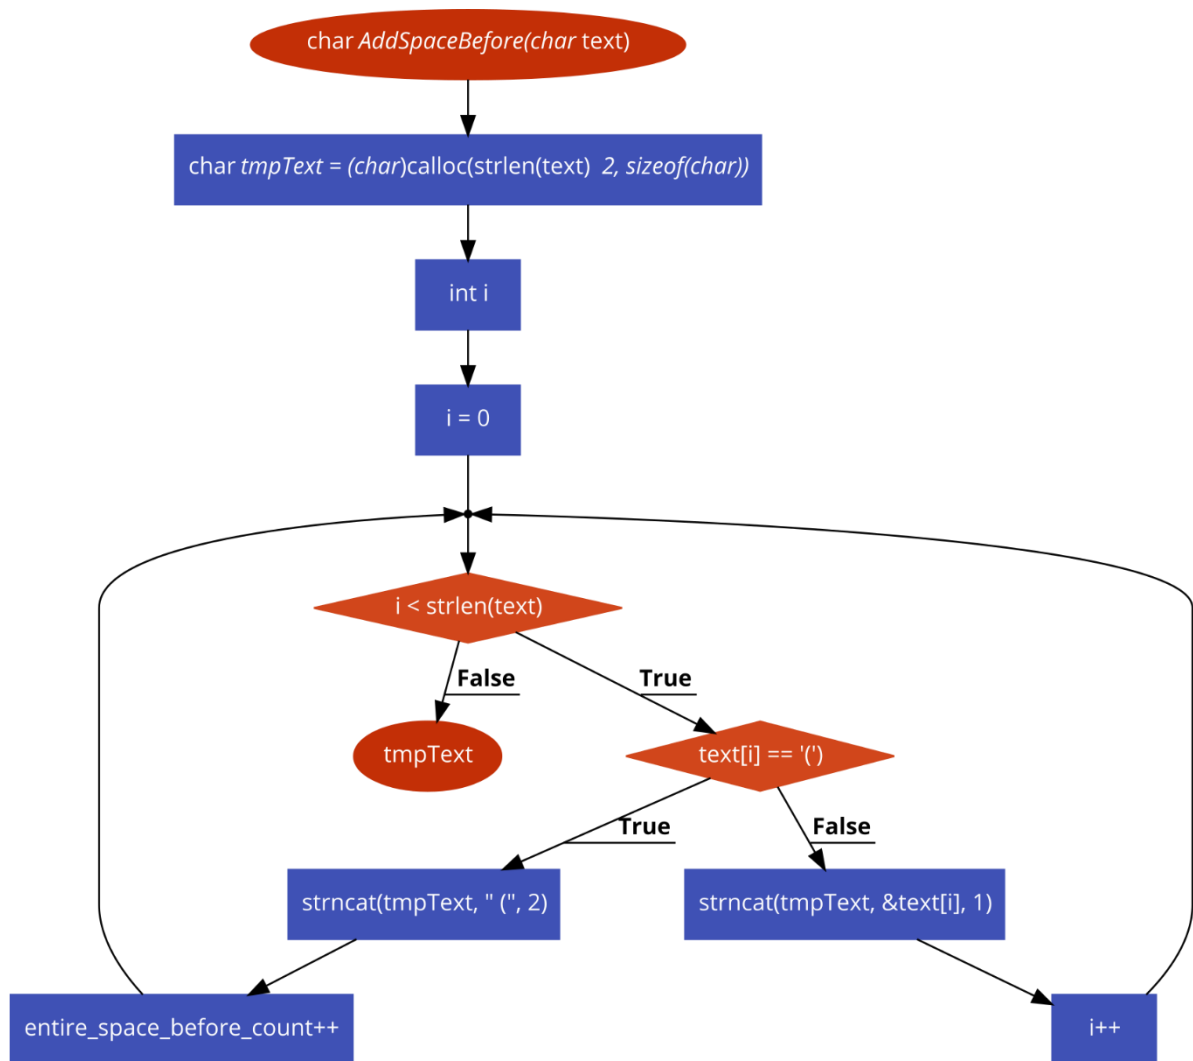 char AddSpaceBefore(char text)
char tmpText = (char)calloc(strlen(text)  2, sizeof(char))
int i
i = 0
i < strlen(text)
False
True
tmpText
text[i] == '('
True
False
strncat(tmpText, " (", 2)
strncat(tmpText, &text[i], 1)
entire_space_before_count++
i++